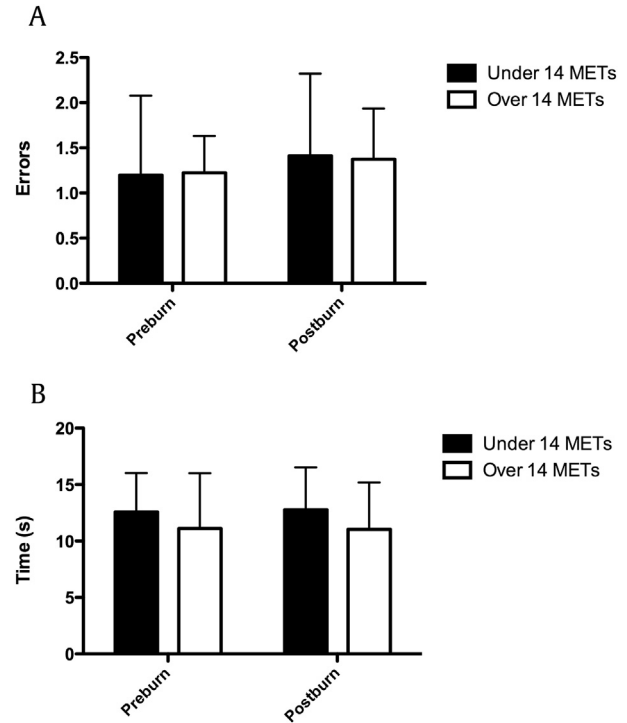 A
2.5
2.0
1.5
1.0
0.5
0.0
Errors
Preburn
Postburn
Under 14 METs
Over 14 METs
B
20
15
10
5
0
Time (s)
Preburn
Postburn
Under 14 METs
Over 14 METs